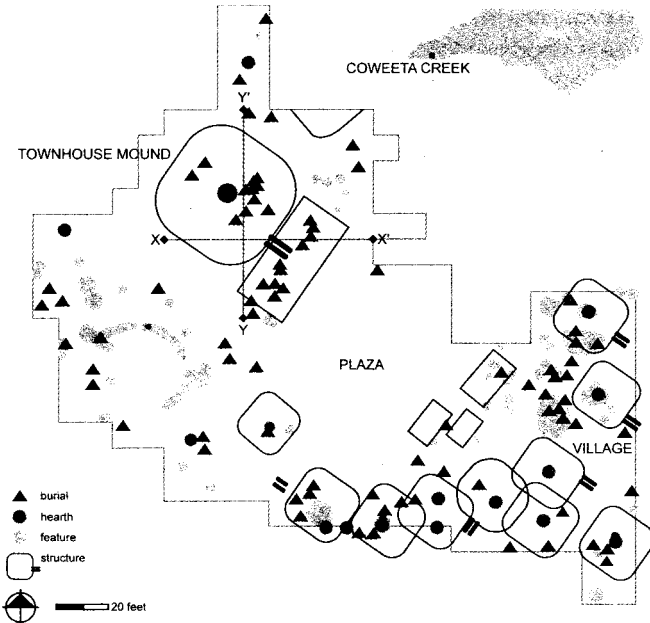 COWEETA CREEK
Y'
TOWNHOUSE MOUND
X
X'
Y
PLAZA
VILLAGE
burial
hearth
feature
structure
20 feet